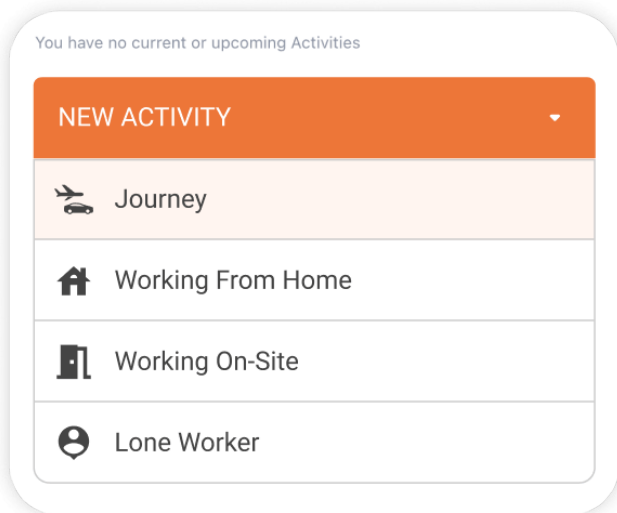 You have no current or upcoming Activities
NEW ACTIVITY
Journey
Working From Home
Working On-Site
Lone Worker